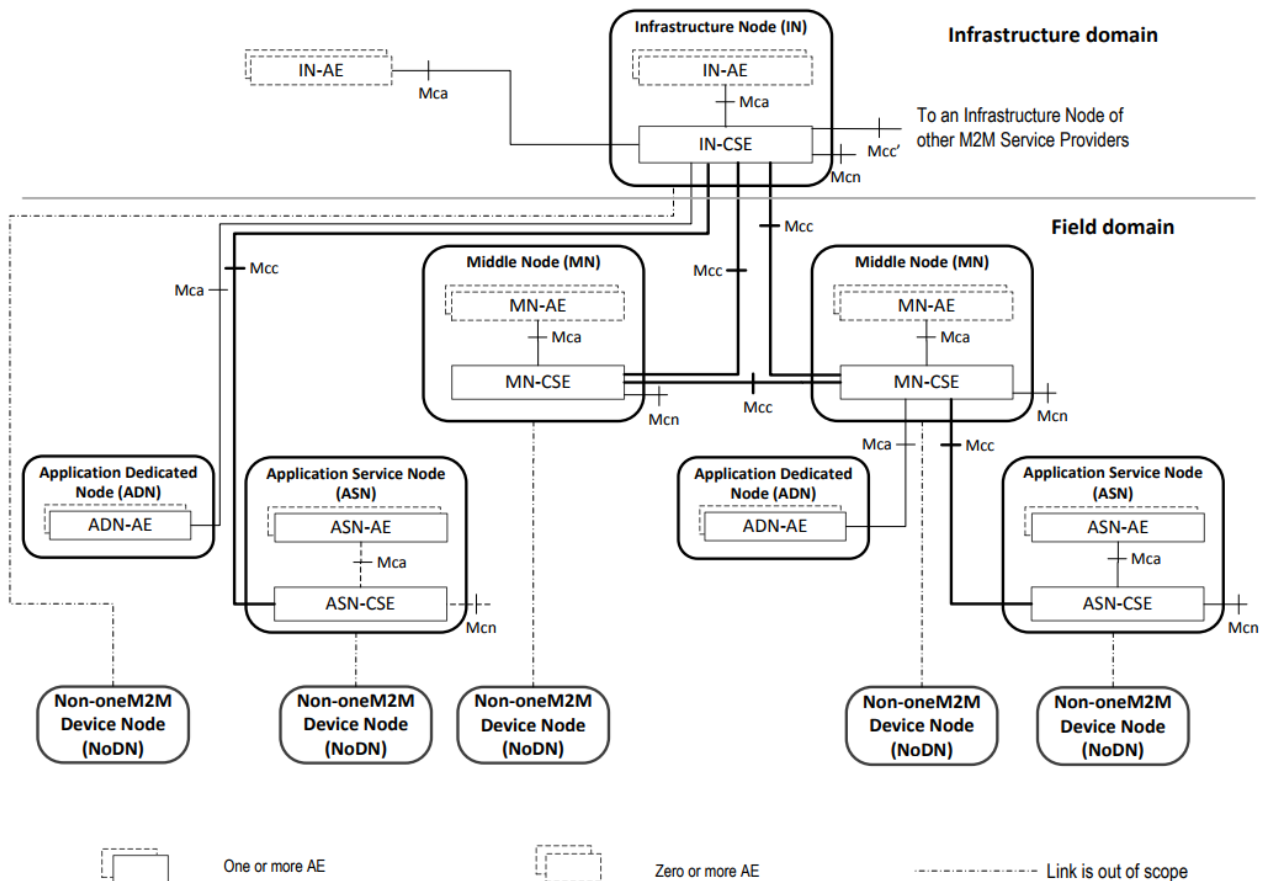 Infrastructure Node (IN)
Infrastructure domain
IN-AE
Mca
IN-AE
Mca
IN-CSE
To an Infrastructure Node of
other M2M Service Providers
Mcc'
Mcn
Field domain
Mcc
Mca
Mcc
Mcc
Middle Node (MN)
MN-AE
Mca
MN-CSE
Mcn
Mcc
Middle Node (MN)
MN-AE
Mca
MN-CSE
Mcn
Mca
Mcc
Application Dedicated
Node (ADN)
ADN-AE
Application Service Node
(ASN)
ASN-AE
Mca
ASN-CSE
Mcn
Application Dedicated
Node (ADN)
ADN-AE
Application Service Node
(ASN)
ASN-AE
Mca
ASN-CSE
Mcn
Non-oneM2M
Device Node
(NoDN)
Non-oneM2M
Device Node
(NoDN)
Non-oneM2M
Device Node
(NoDN)
Non-oneM2M
Device Node
(NoDN)
Non-oneM2M
Device Node
(NoDN)
One or more AE
Zero or more AE
Link is out of scope